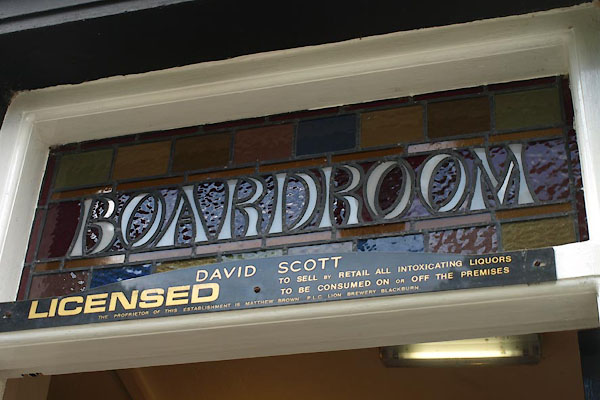 BOARDROOM
DAVID SCOTT
LICENSED
TO SELL BY RETAIL ALL INTOXICATING LIQUORS
TO BE CONSUMED ON OR OFF THE PREMISES
THE PROPRIETOR OF THIS ESTABLISHMENT IS MATTHEW BROWN P.L.C. LION BREWERY BLACKBURN